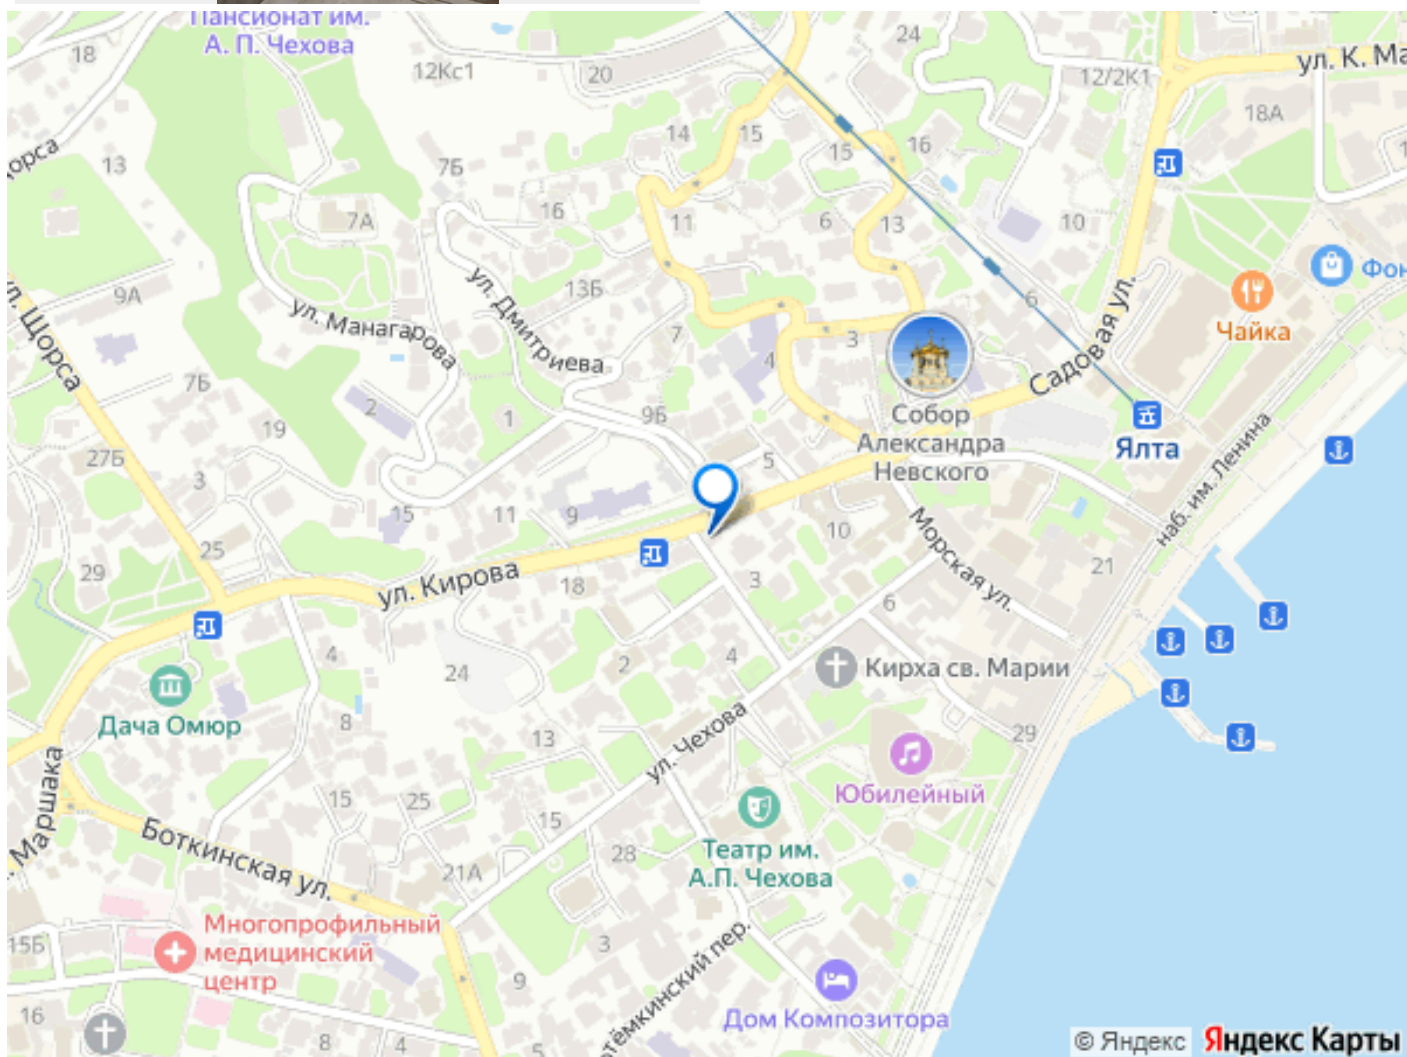 Пансионат им.
А. П. Чехова
18
12Кс1
20
24
12/2К1
ул. К. Ма
18А
орса
13
7Б
14
15
15
16
16
7А
11
6
13
10
9А
ул. Дмитриева
13Б
6
Фон
ул. Манагарова
7
3
4
Чайка
л. Щорса
7Б
Садовая ул.
2
1
9Б
Собор
Александра
Невского
Ялта
наб. им. Ленина
19
27Б
3
5
15
11
9
10
Морская ул.
25
29
ул. Кирова
18
3
21
6
4
24
2
4
Кирха св. Марии
Дача Омюр
8
13
ул. Чехова
29
Юбилейный
. Маршака
15
25
15
Боткинская ул.
28
Театр им.
А.П. Чехова
21А
Многопрофильный
медицинский
центр
15Б
3
9
тёмкинский пер.
Дом Композитора
16
8
4
5
© Яндекс Яндекс Карты